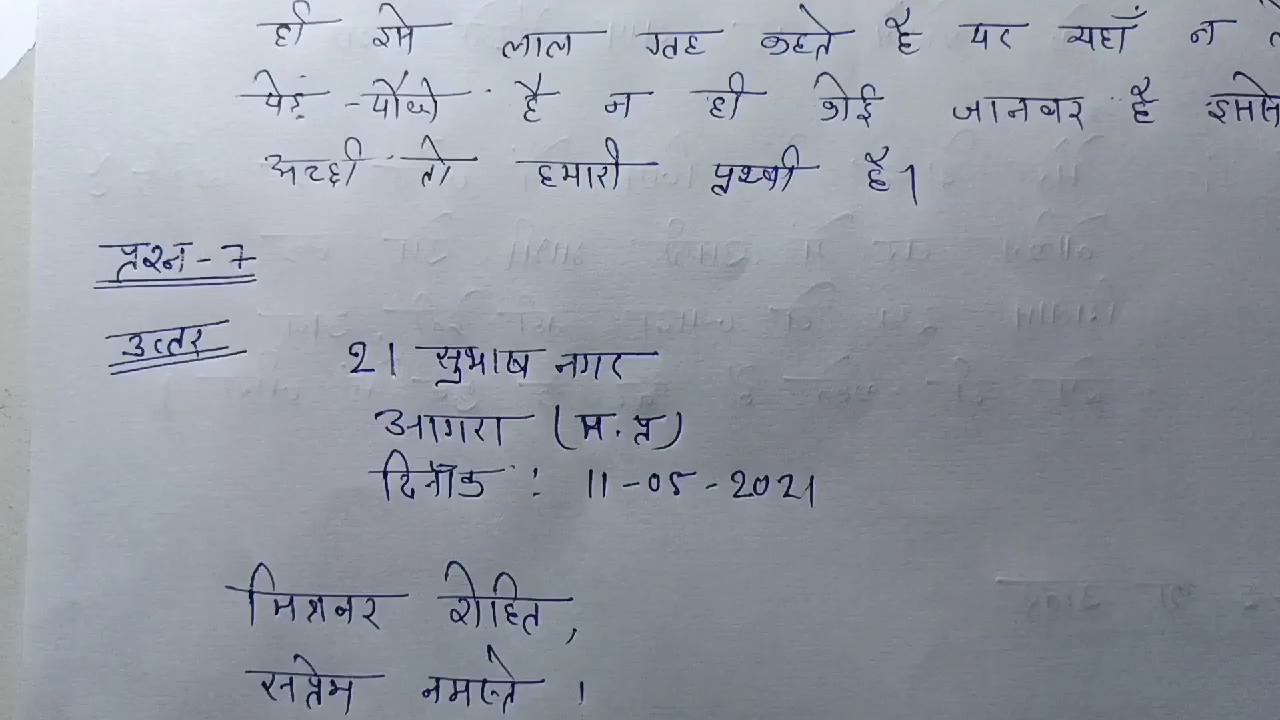 ही इसे लाल ग्रह कहते है पर यहाँ न
पेड़ -पौधे है न ही कोई जानवर है इससे
अच्छी तो हमारी पृथ्वी है।
प्रश्न - 7
उत्तर
21 सुभाष नगर
आगरा (म. प्र)
दिनाँक : 11-05-2021
मित्रवर रोहित,
सप्रेम नमस्ते ।